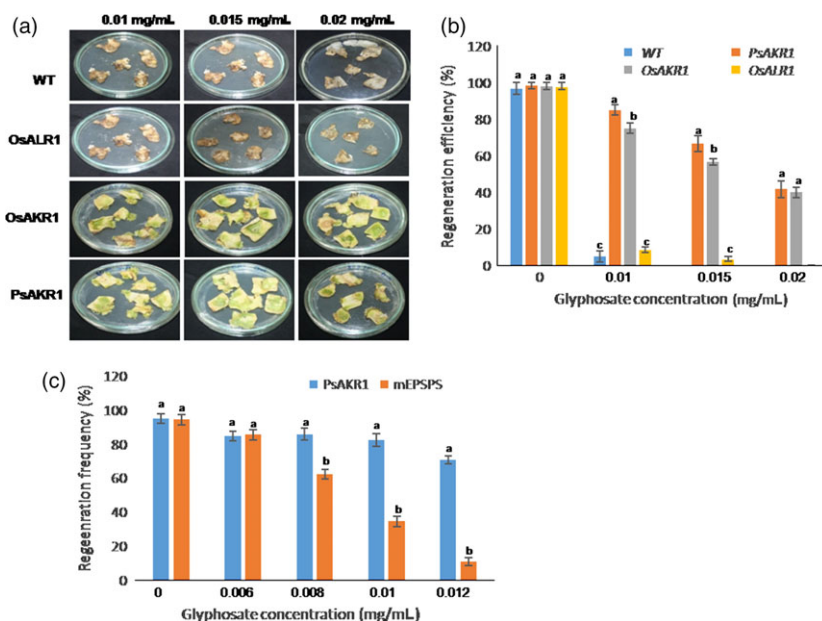 (a)
0.01 mg/mL 0.015 mg/mL 0.02 mg/mL
WT
OsALR1
OsAKR1
PsAKR1
(b)
WT PsAKR1
OsAKR1 OsALR1
Regeneration efficiency (%)
120
100
80
60
40
20
0
a a a a
a b
c c
a b
c
a a
0 0.01 0.015 0.02
Glyphosate concentration (mg/mL)
(c)
PsAKR1 mEPSPS
Regeenration frequency (%)
120
100
80
60
40
20
0
a a
a a
a b
a b
a b
0 0.006 0.008 0.01 0.012
Glyphosate concentration (mg/mL)